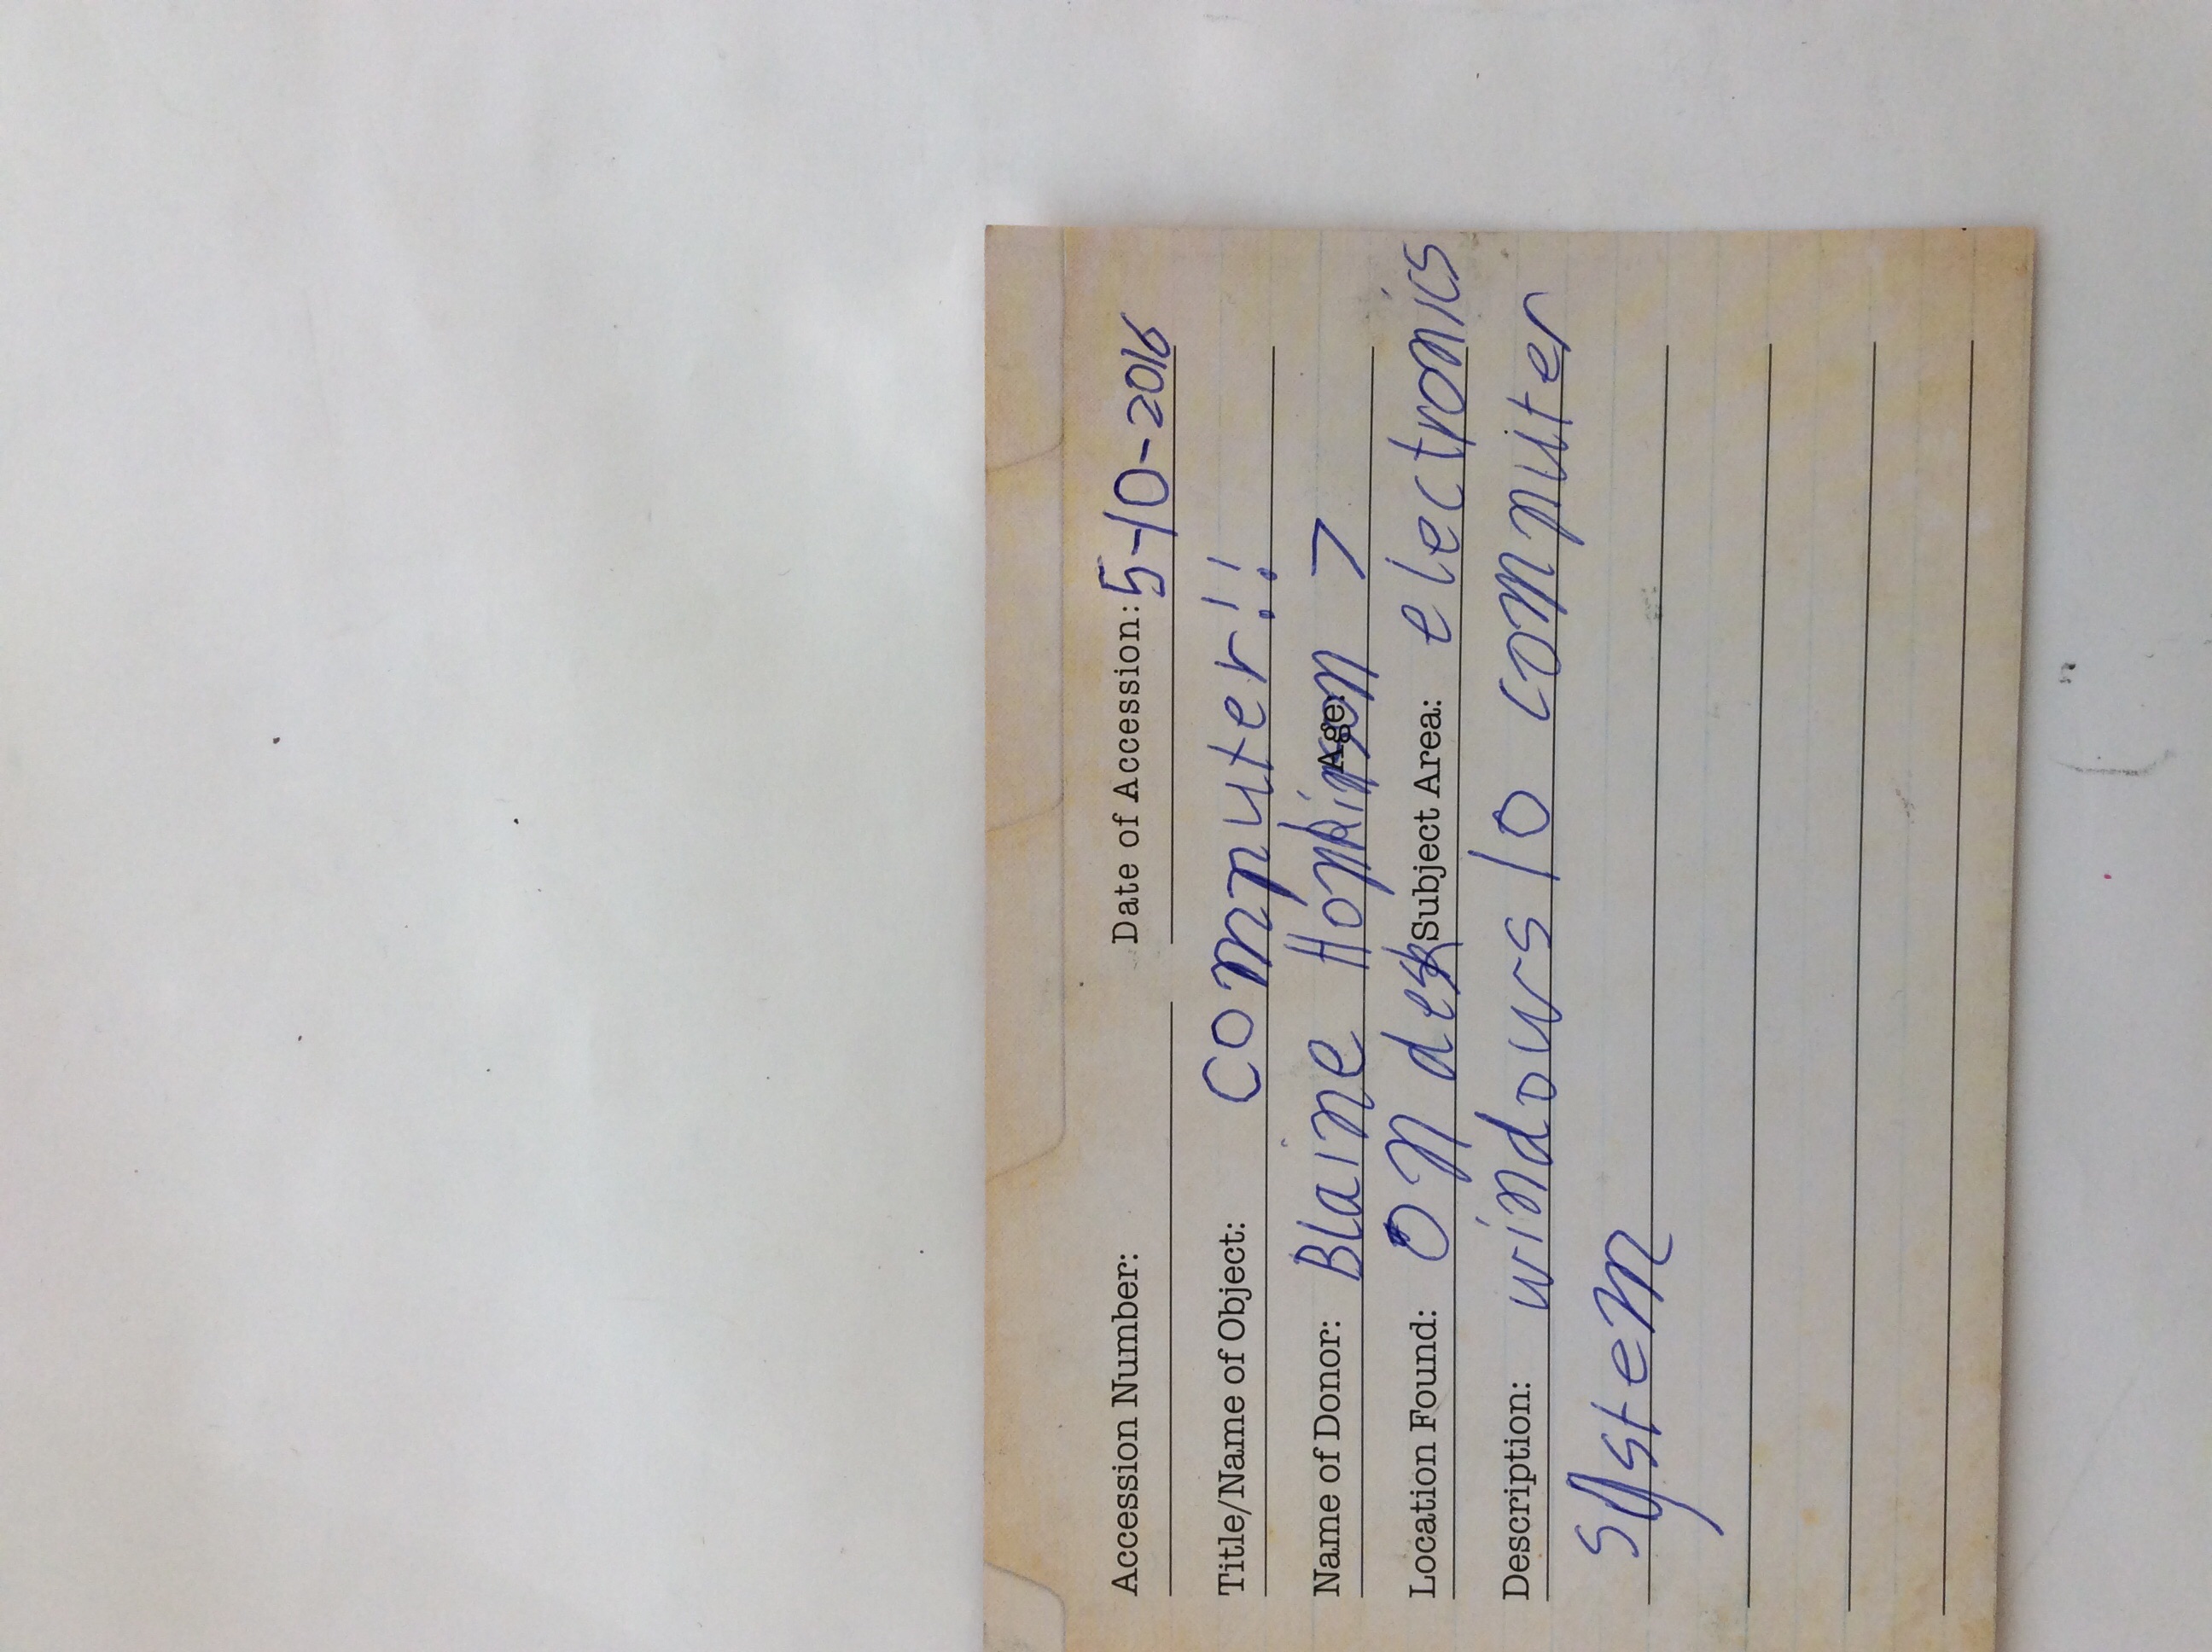 Accession Number: Date of Accession: 5-10-2016
Title/Name of Object: computer!!
Name of Donor: Blaine Hopkinson Age: 7
Location Found: on desk Subject Area: electronics
Description: windows 10 computer
system